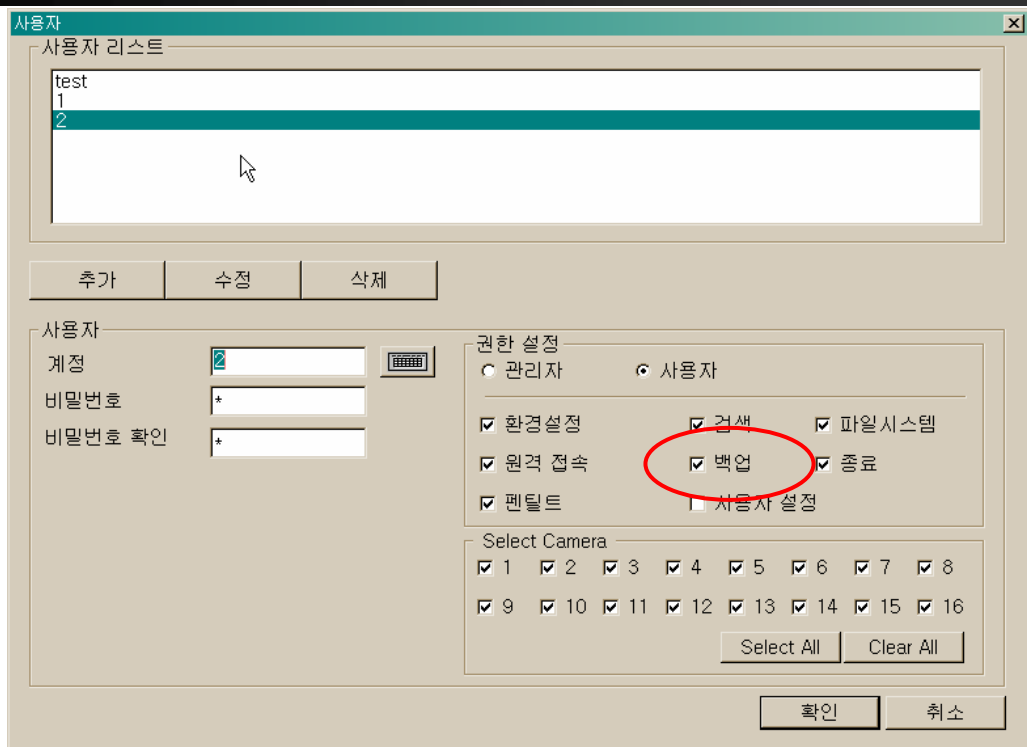 사용자
사용자 리스트
test
1
2
추가 수정 삭제
사용자
계정 2
비밀번호 *
비밀번호 확인 *
권한 설정
관리자 사용자
환경설정 검색 파일시스템
원격 접속 백업 종료
펜틸트 사용자 설정
Select Camera
1 2 3 4 5 6 7 8
9 10 11 12 13 14 15 16
Select All Clear All
확인 취소